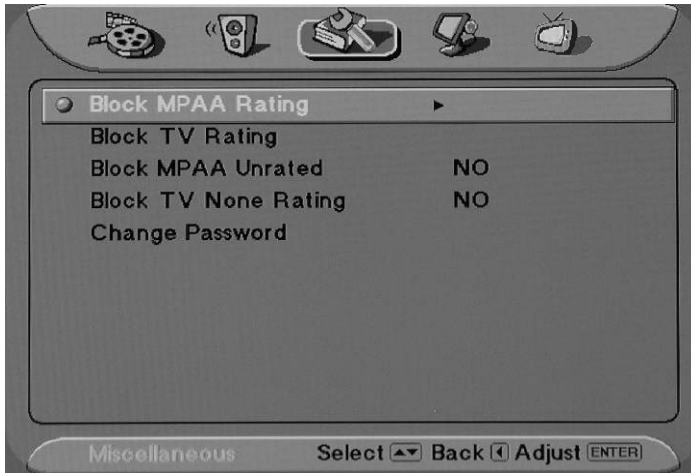 Block MPAA Rating
Block TV Rating
Block MPAA Unrated NO
Block TV None Rating NO
Change Password
Miscellaneous Select Back Adjust ENTER